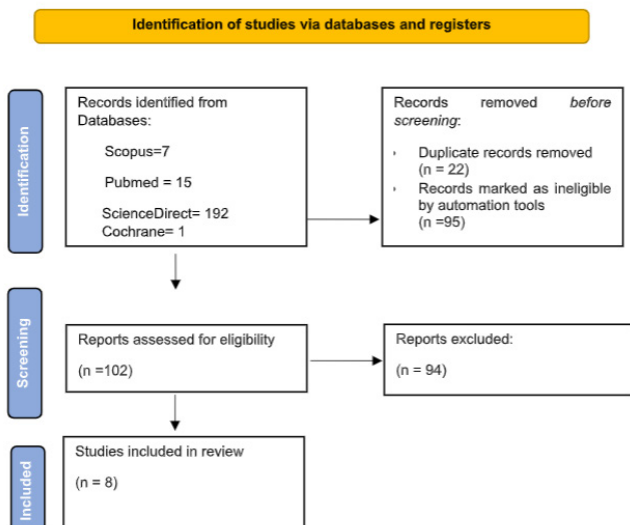 Identification of studies via databases and registers
Identification
Records identified from
Databases:
Scopus=7
Pubmed = 15
ScienceDirect= 192
Cochrane= 1
Records removed before
screening:
Duplicate records removed
(n = 22)
Records marked as ineligible
by automation tools
(n =95)
Screening
Reports assessed for eligibility
(n =102)
Reports excluded:
(n = 94)
Included
Studies included in review
(n = 8)